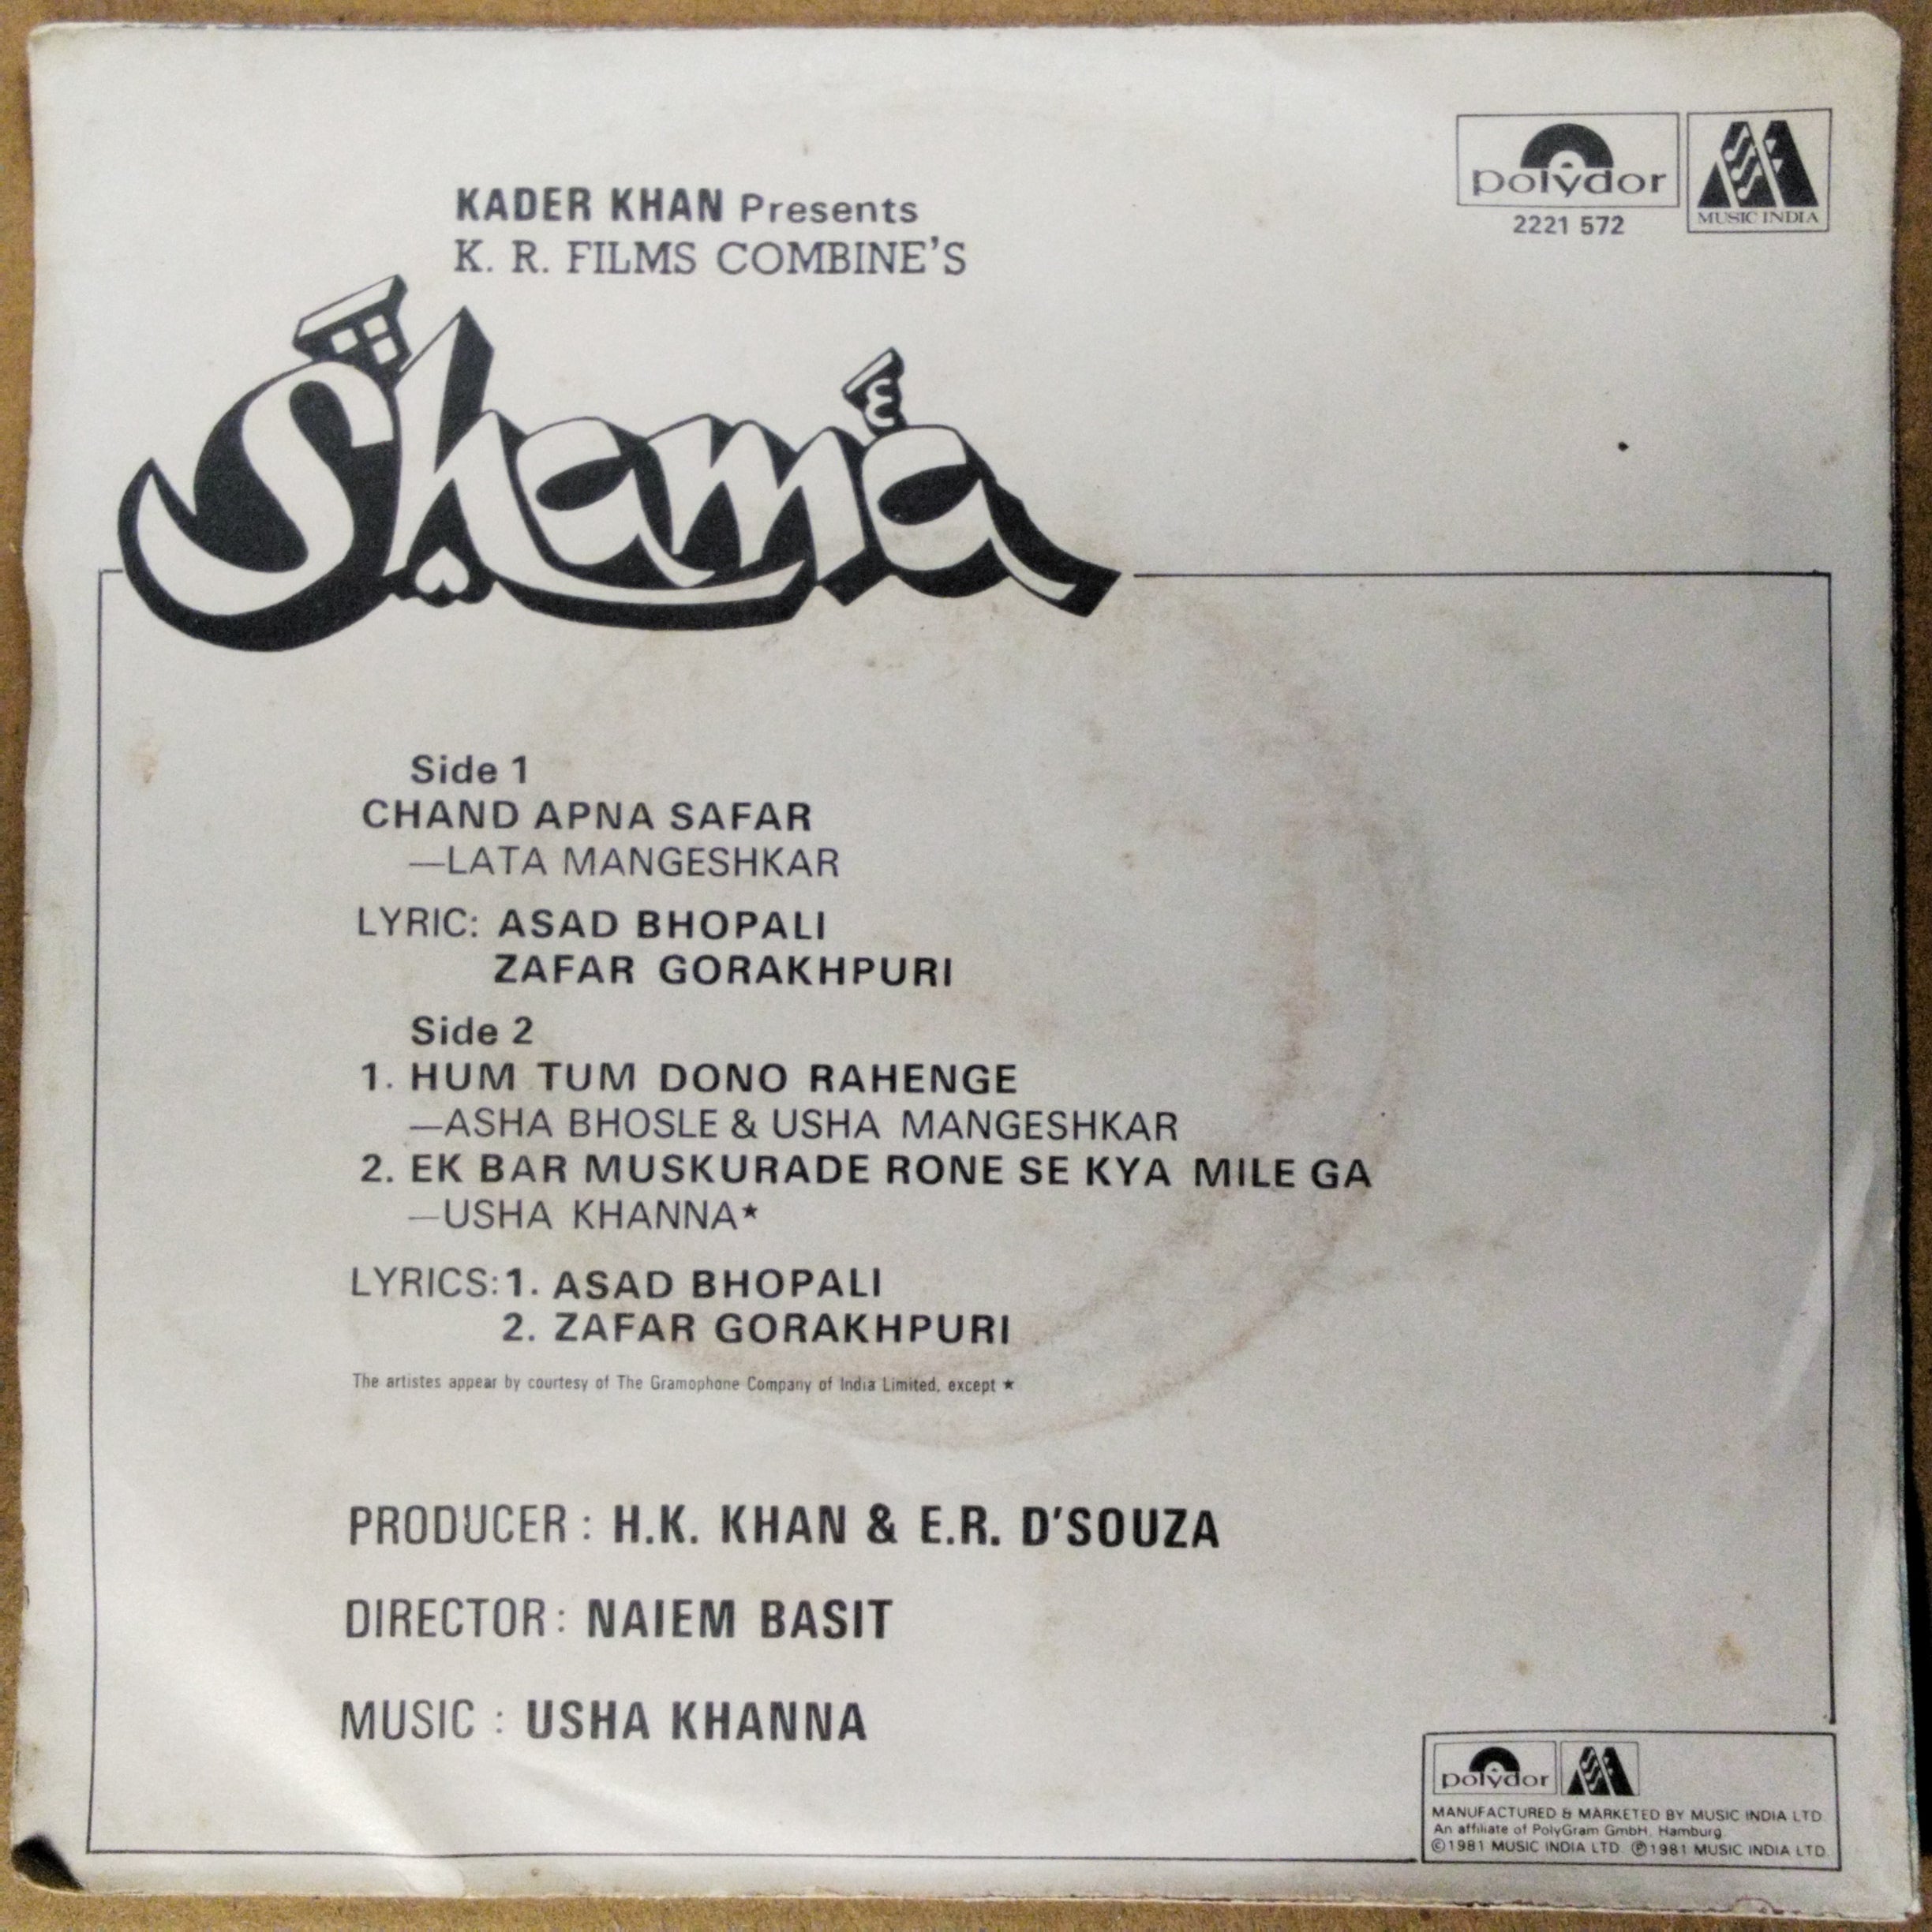 polydor
2221 572
MUSIC INDIA
KADER KHAN Presents
K. R. FILMS COMBINE'S
Shama
Side 1
CHAND APNA SAFAR
—LATA MANGESHKAR
LYRIC: ASAD BHOPALI
ZAFAR GORAKHPURI
Side 2
1. HUM TUM DONO RAHENGE
—ASHA BHOSLE & USHA MANGESHKAR
2. EK BAR MUSKURADE RONE SE KYA MILE GA
—USHA KHANNA★
LYRICS: 1. ASAD BHOPALI
2. ZAFAR GORAKHPURI
The artistes appear by courtesy of The Gramophone Company of India Limited, except ★
PRODUCER : H.K. KHAN & E.R. D'SOUZA
DIRECTOR : NAIEM BASIT
MUSIC : USHA KHANNA
polydor
MANUFACTURED & MARKETED BY MUSIC INDIA LTD
An affiliate of PolyGram GmbH, Hamburg
©1981 MUSIC INDIA LTD. ℗1981 MUSIC INDIA LTD.